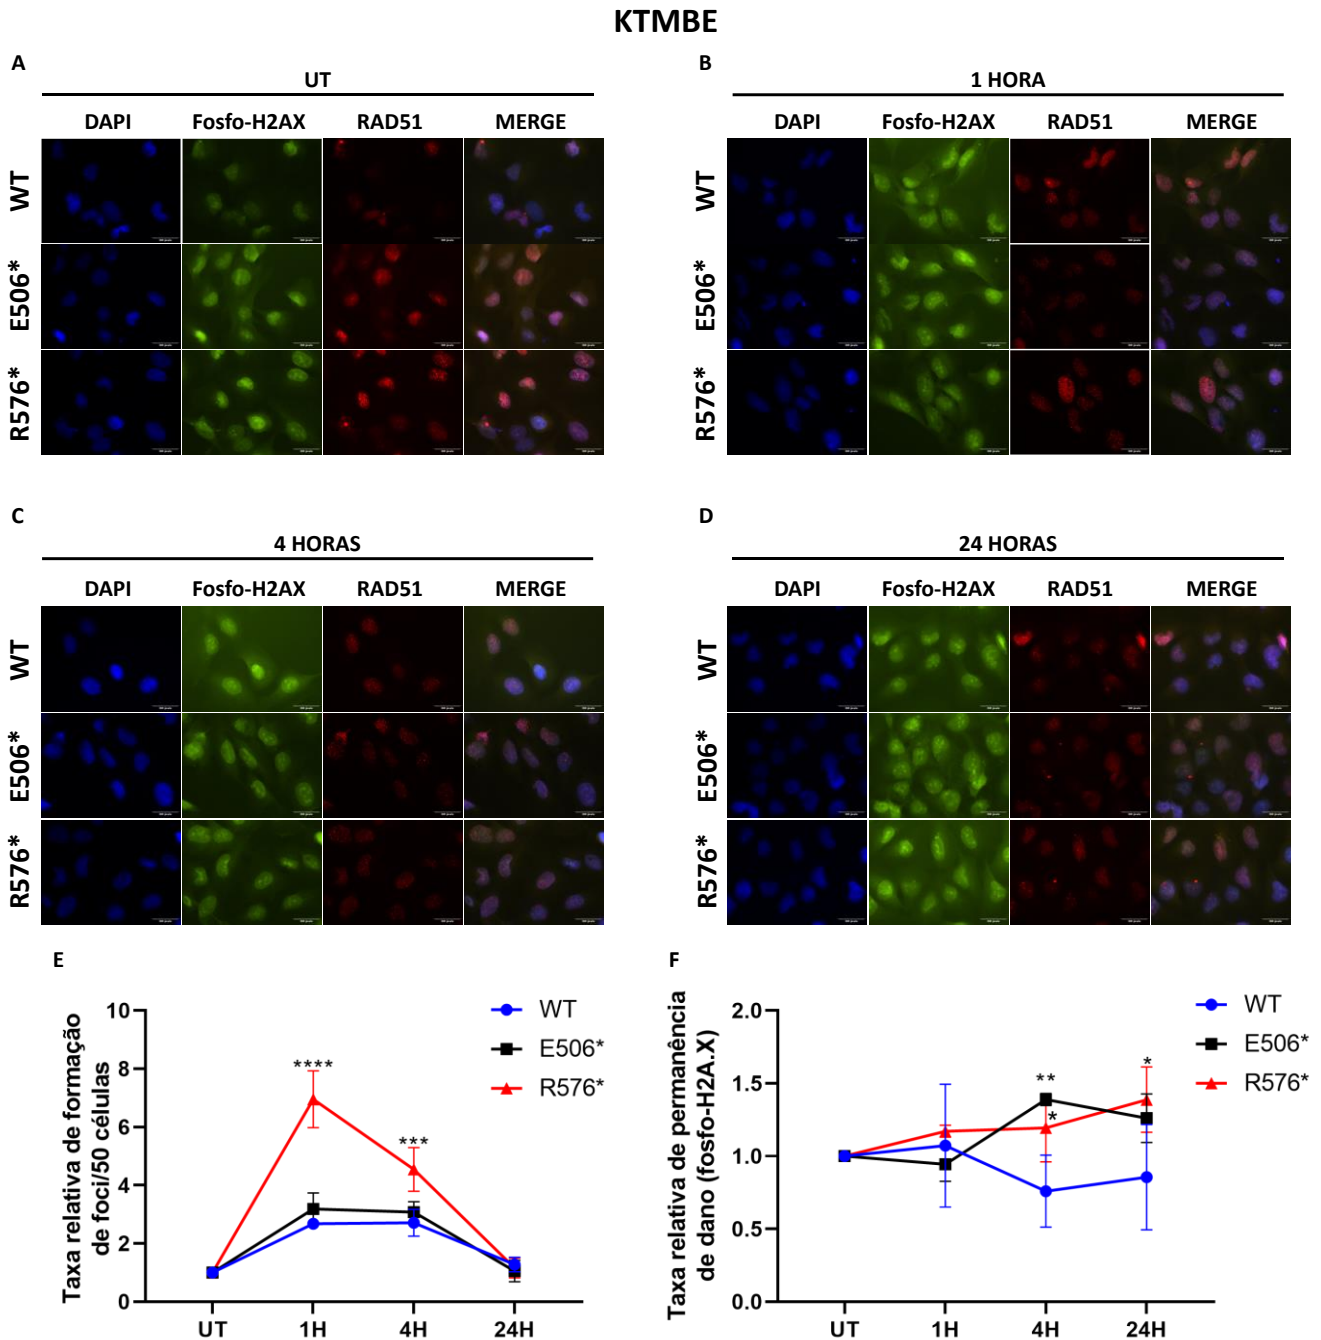 KTMBE
A
UT
DAPI Fosfo-H2AX RAD51 MERGE
WT
E506*
R576*
B
1 HORA
DAPI Fosfo-H2AX RAD51 MERGE
WT
E506*
R576*
C
4 HORAS
DAPI Fosfo-H2AX RAD51 MERGE
WT
E506*
R576*
D
24 HORAS
DAPI Fosfo-H2AX RAD51 MERGE
WT
E506*
R576*
E
Taxa relativa de formação
de foci/50 células
10
8
6
4
2
0
UT 1H 4H 24H
****
***
WT
E506*
R576*
F
Taxa relativa de permanência
de dano (fosfo-H2A.X)
2.0
1.5
1.0
0.5
0.0
UT 1H 4H 24H
**
*
*
WT
E506*
R576*